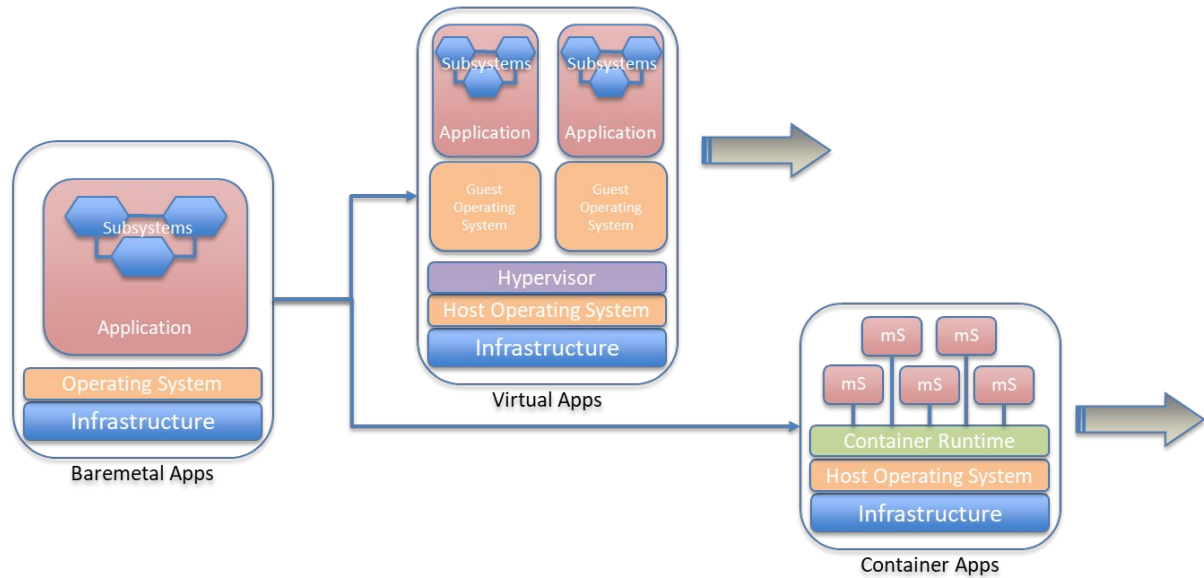 Subsystems
Application
Operating System
Infrastructure
Baremetal Apps
Subsystems
Application
Guest
Operating
System
Subsystems
Application
Guest
Operating
System
Hypervisor
Host Operating System
Infrastructure
Virtual Apps
mS
mS
mS
mS
mS
Container Runtime
Host Operating System
Infrastructure
Container Apps